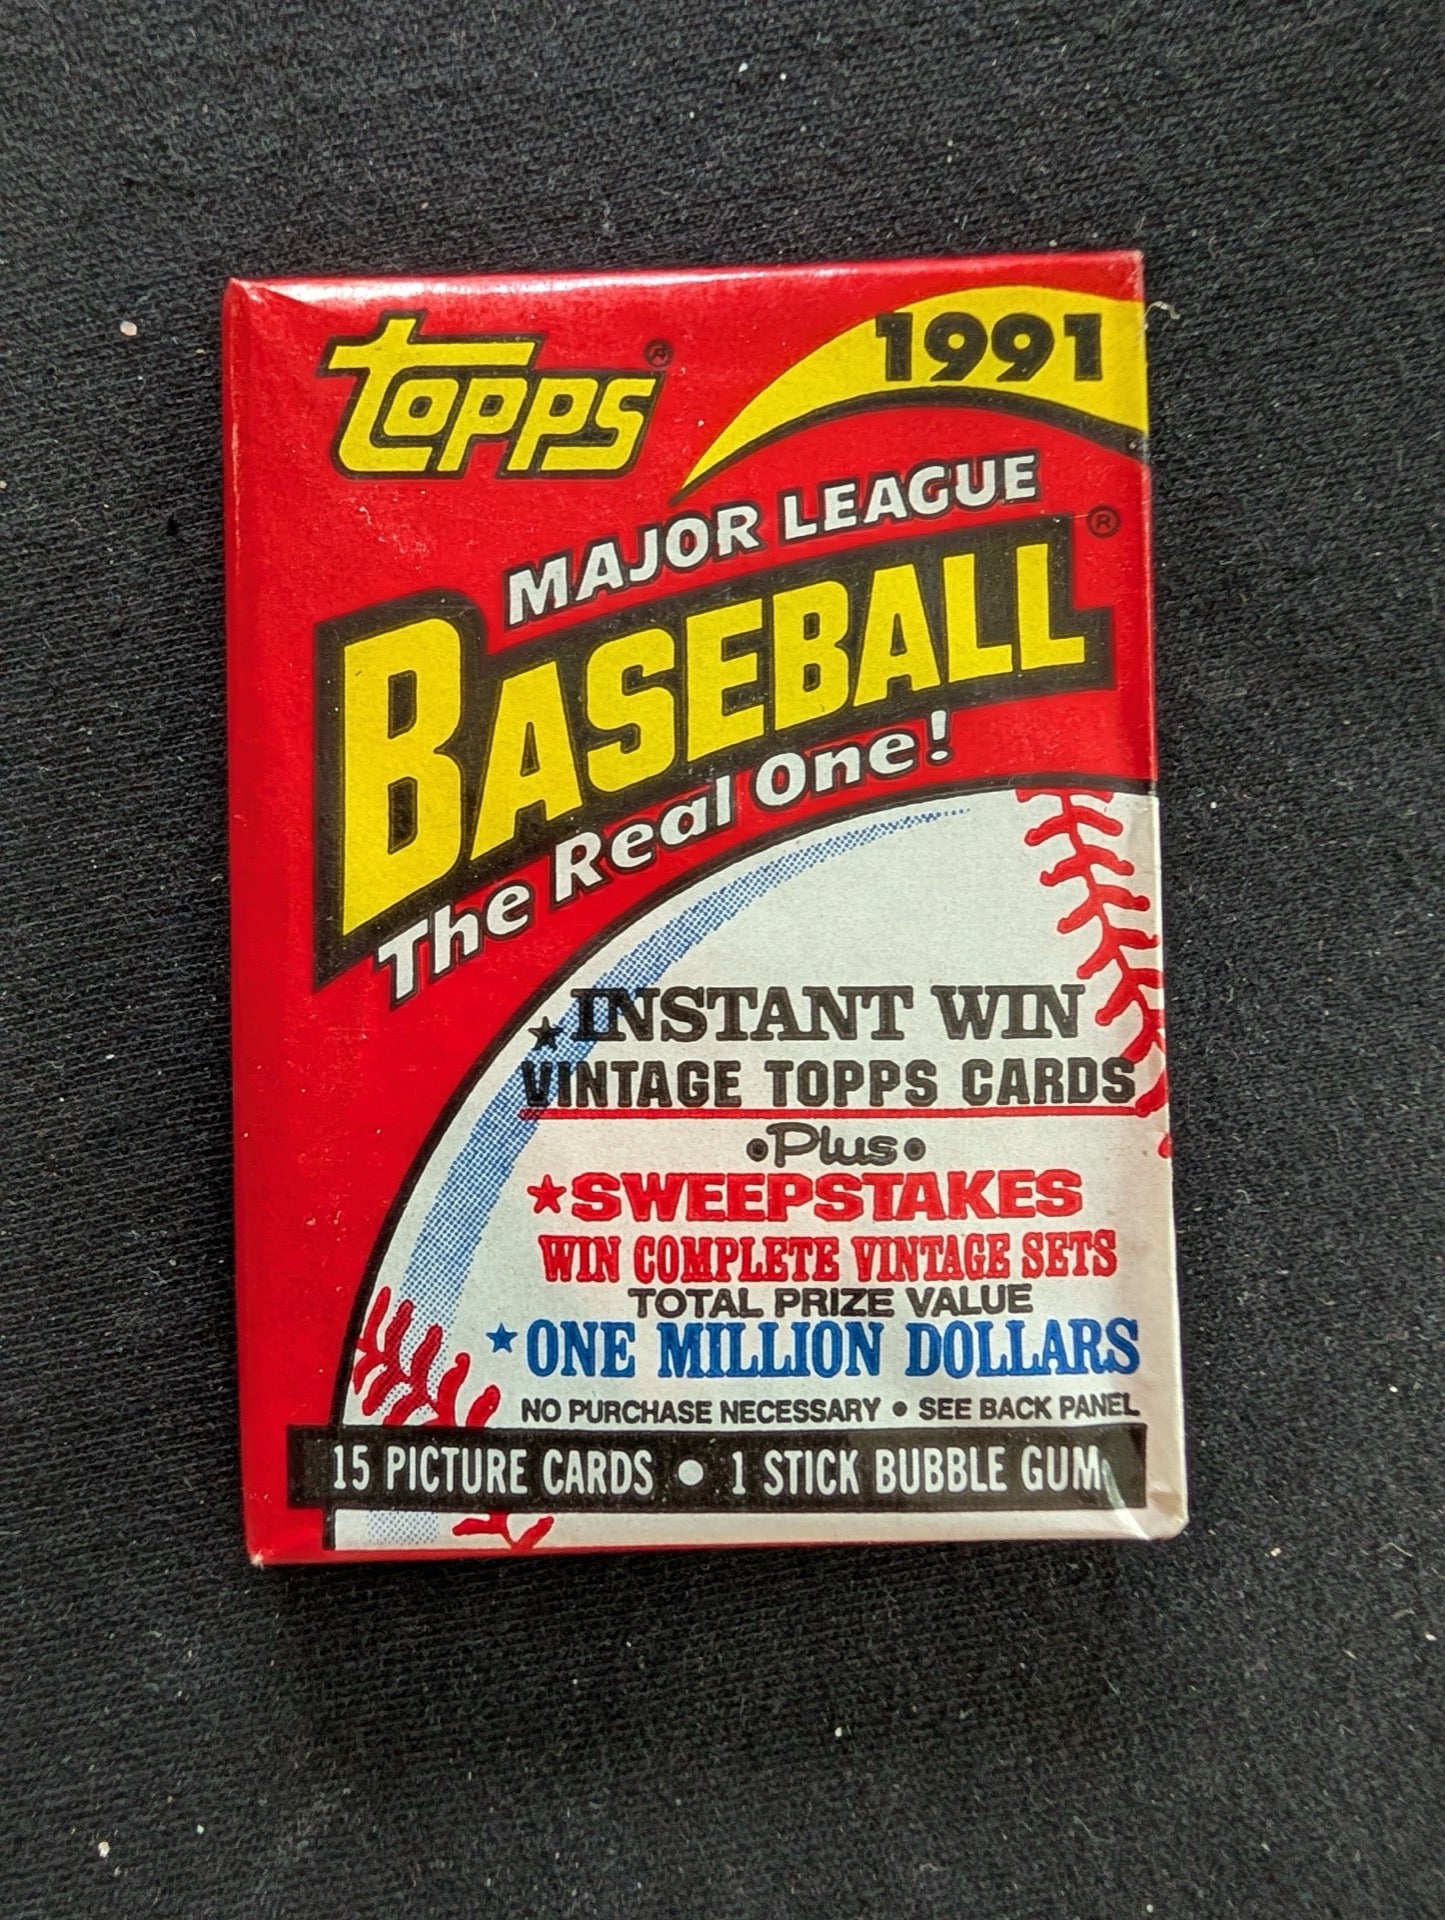 Topps®
1991
MAJOR LEAGUE
BASEBALL®
The Real One!
★INSTANT WIN
VINTAGE TOPPS CARDS
•Plus•
★SWEEPSTAKES
WIN COMPLETE VINTAGE SETS
TOTAL PRIZE VALUE
★ONE MILLION DOLLARS
NO PURCHASE NECESSARY • SEE BACK PANEL
15 PICTURE CARDS • 1 STICK BUBBLE GUM